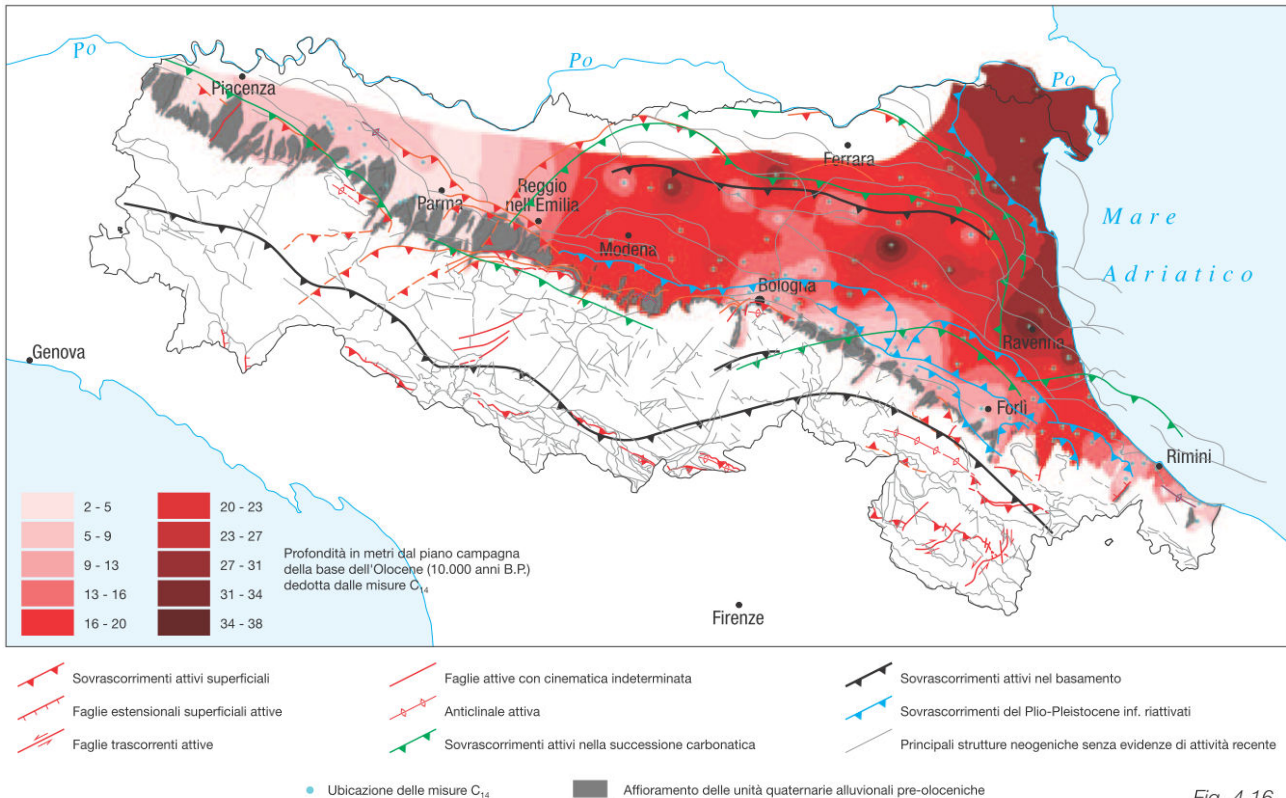 Po
Po
Po
Piacenza
Ferrara
Parma
Reggio
nell'Emilia
Modena
Mare
Adriatico
Bologna
Ravenna
Genova
Forlì
Rimini
Firenze
2 - 5
5 - 9
9 - 13
13 - 16
16 - 20
20 - 23
23 - 27
27 - 31
31 - 34
34 - 38
Profondità in metri dal piano campagna
della base dell'Olocene (10.000 anni B.P.)
dedotta dalle misure C14
Sovrascorrimenti attivi superficiali
Faglie estensionali superficiali attive
Faglie trascorrenti attive
Faglie attive con cinematica indeterminata
Anticlinale attiva
Sovrascorrimenti attivi nella successione carbonatica
Sovrascorrimenti attivi nel basamento
Sovrascorrimenti del Plio-Pleistocene inf. riattivati
Principali strutture neogeniche senza evidenze di attività recente
Ubicazione delle misure C14
Affioramento delle unità quaternarie alluvionali pre-oloceniche
Fig. 4.16